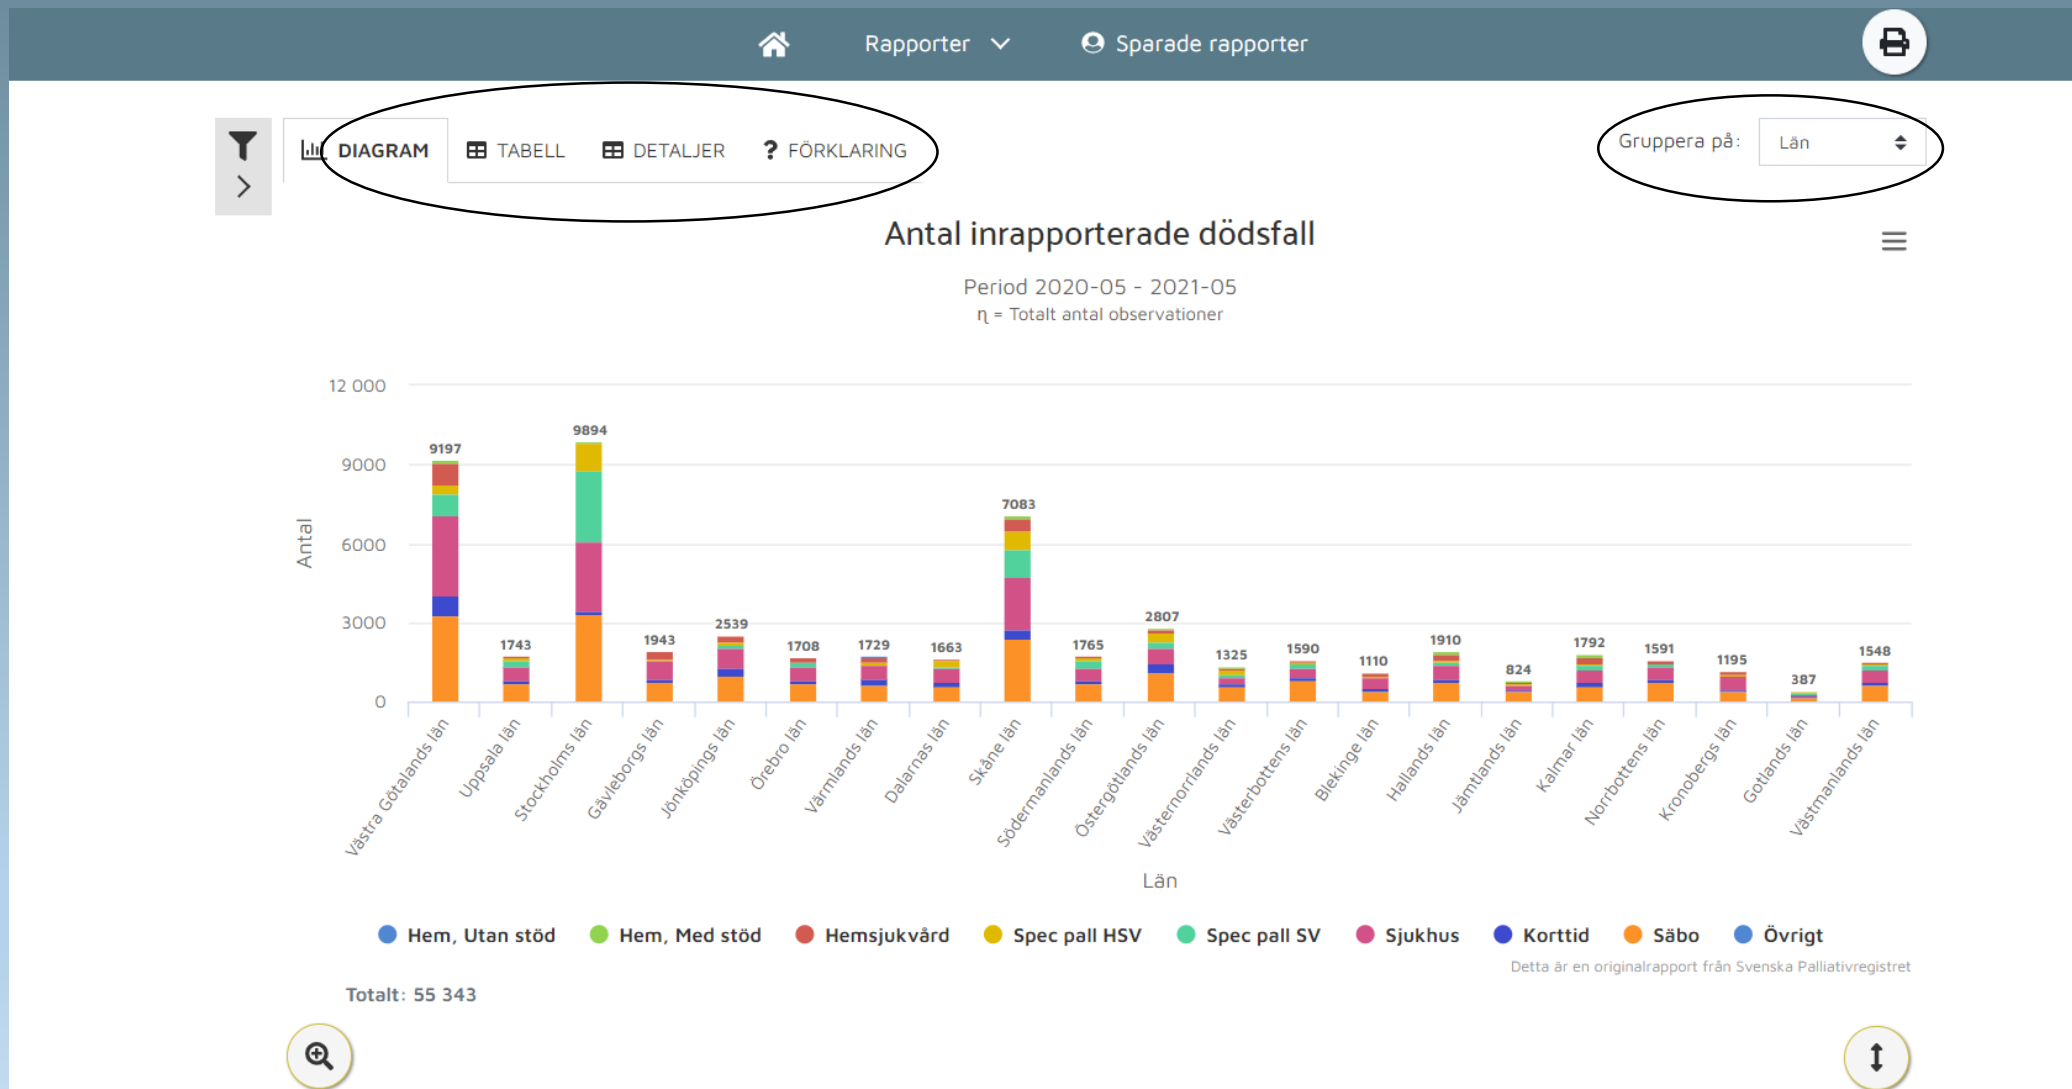 Rapporter
Sparade rapporter
DIAGRAM
TABELL
DETALJER
? FÖRKLARING
Gruppera på:
Län
Antal inrapporterade dödsfall
Period 2020-05 - 2021-05
η = Totalt antal observationer
Antal
12 000
9000
6000
3000
0
9197
1743
9894
1943
2539
1708
1729
1663
7083
1765
2807
1325
1590
1110
1910
824
1792
1591
1195
387
1548
Västra Götalands län
Uppsala län
Stockholms län
Gävleborgs län
Jönköpings län
Örebro län
Värmlands län
Dalarnas län
Skåne län
Södermanlands län
Östergötlands län
Västernorrlands län
Västerbottens län
Blekinge län
Hallands län
Jämtlands län
Kalmar län
Norrbottens län
Kronobergs län
Gotlands län
Västmanlands län
Län
Hem, Utan stöd
Hem, Med stöd
Hemsjukvård
Spec pall HSV
Spec pall SV
Sjukhus
Korttid
Säbo
Övrigt
Detta är en originalrapport från Svenska Palliativregistret
Totalt: 55 343